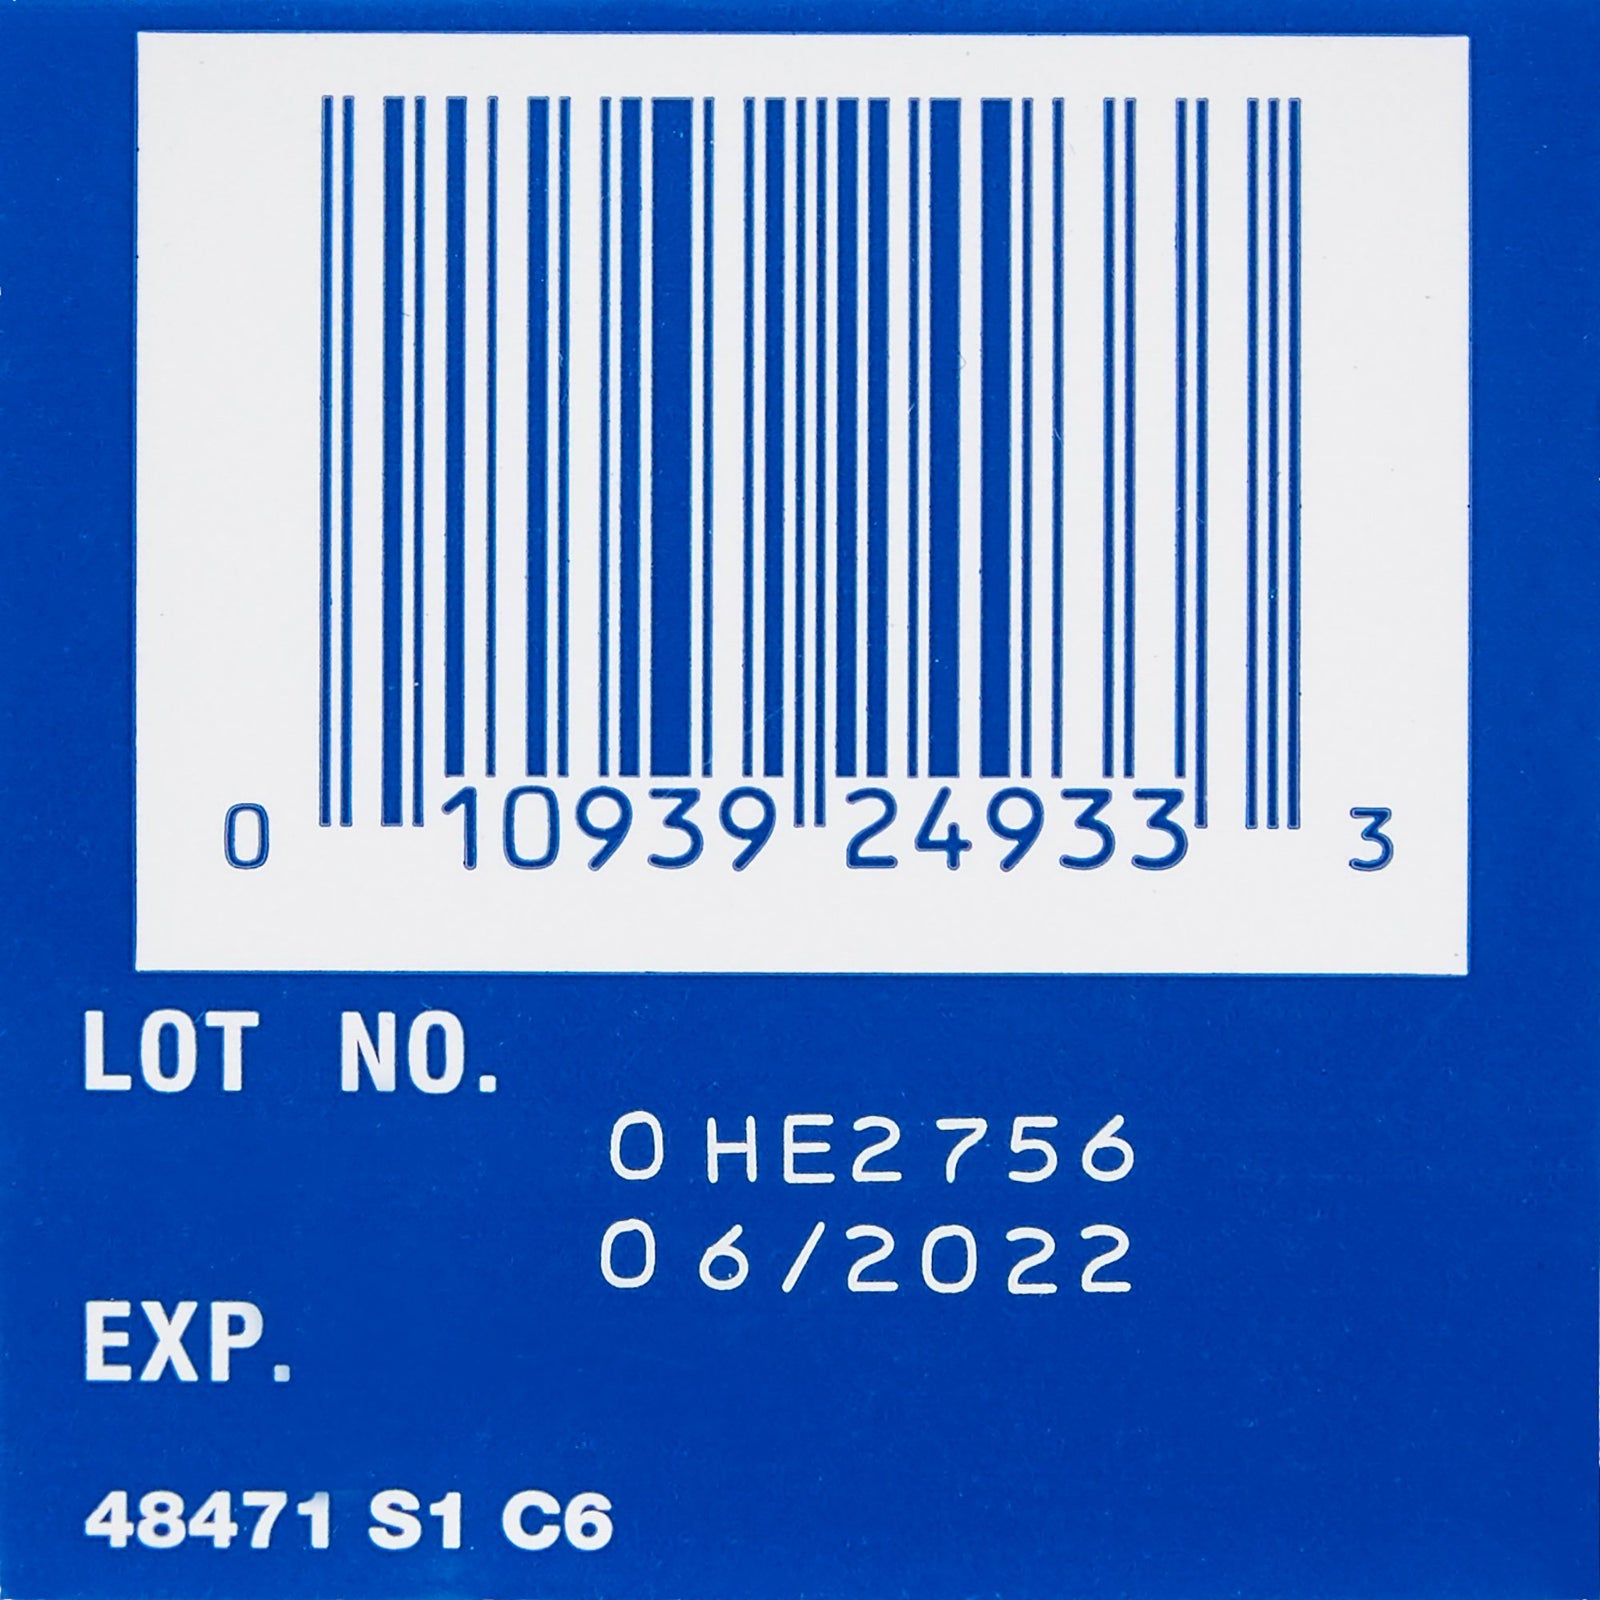 0 10939 24933 3
LOT NO.
0HE2756
06/2022
EXP.
48471 S1 C6